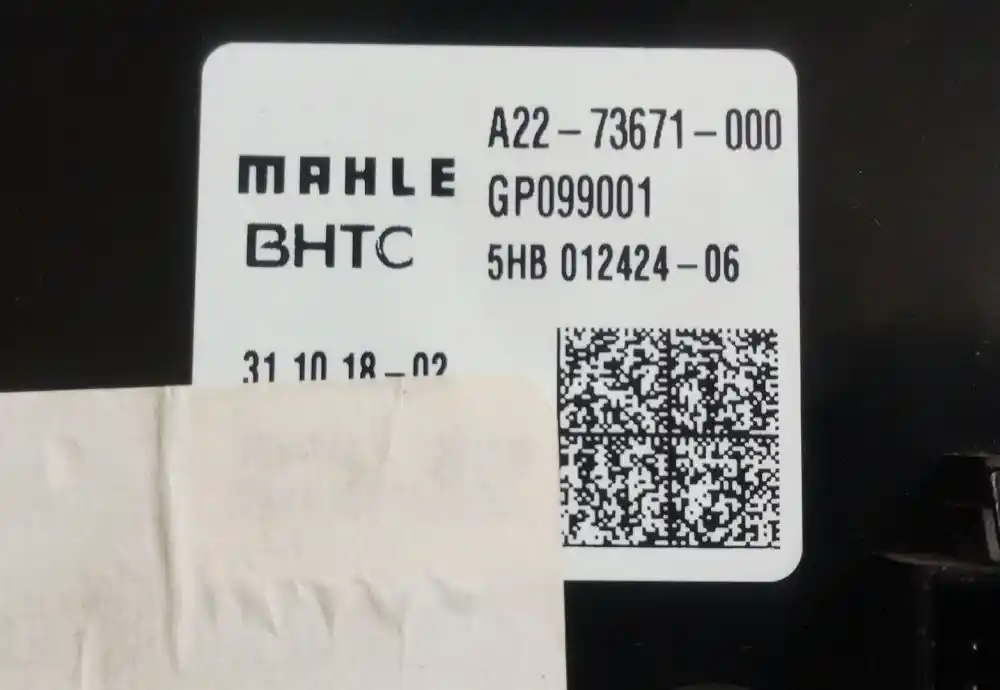 A22-73671-000
MAHLE
GP099001
BHTC
5HB 012424-06
31 10 18-02